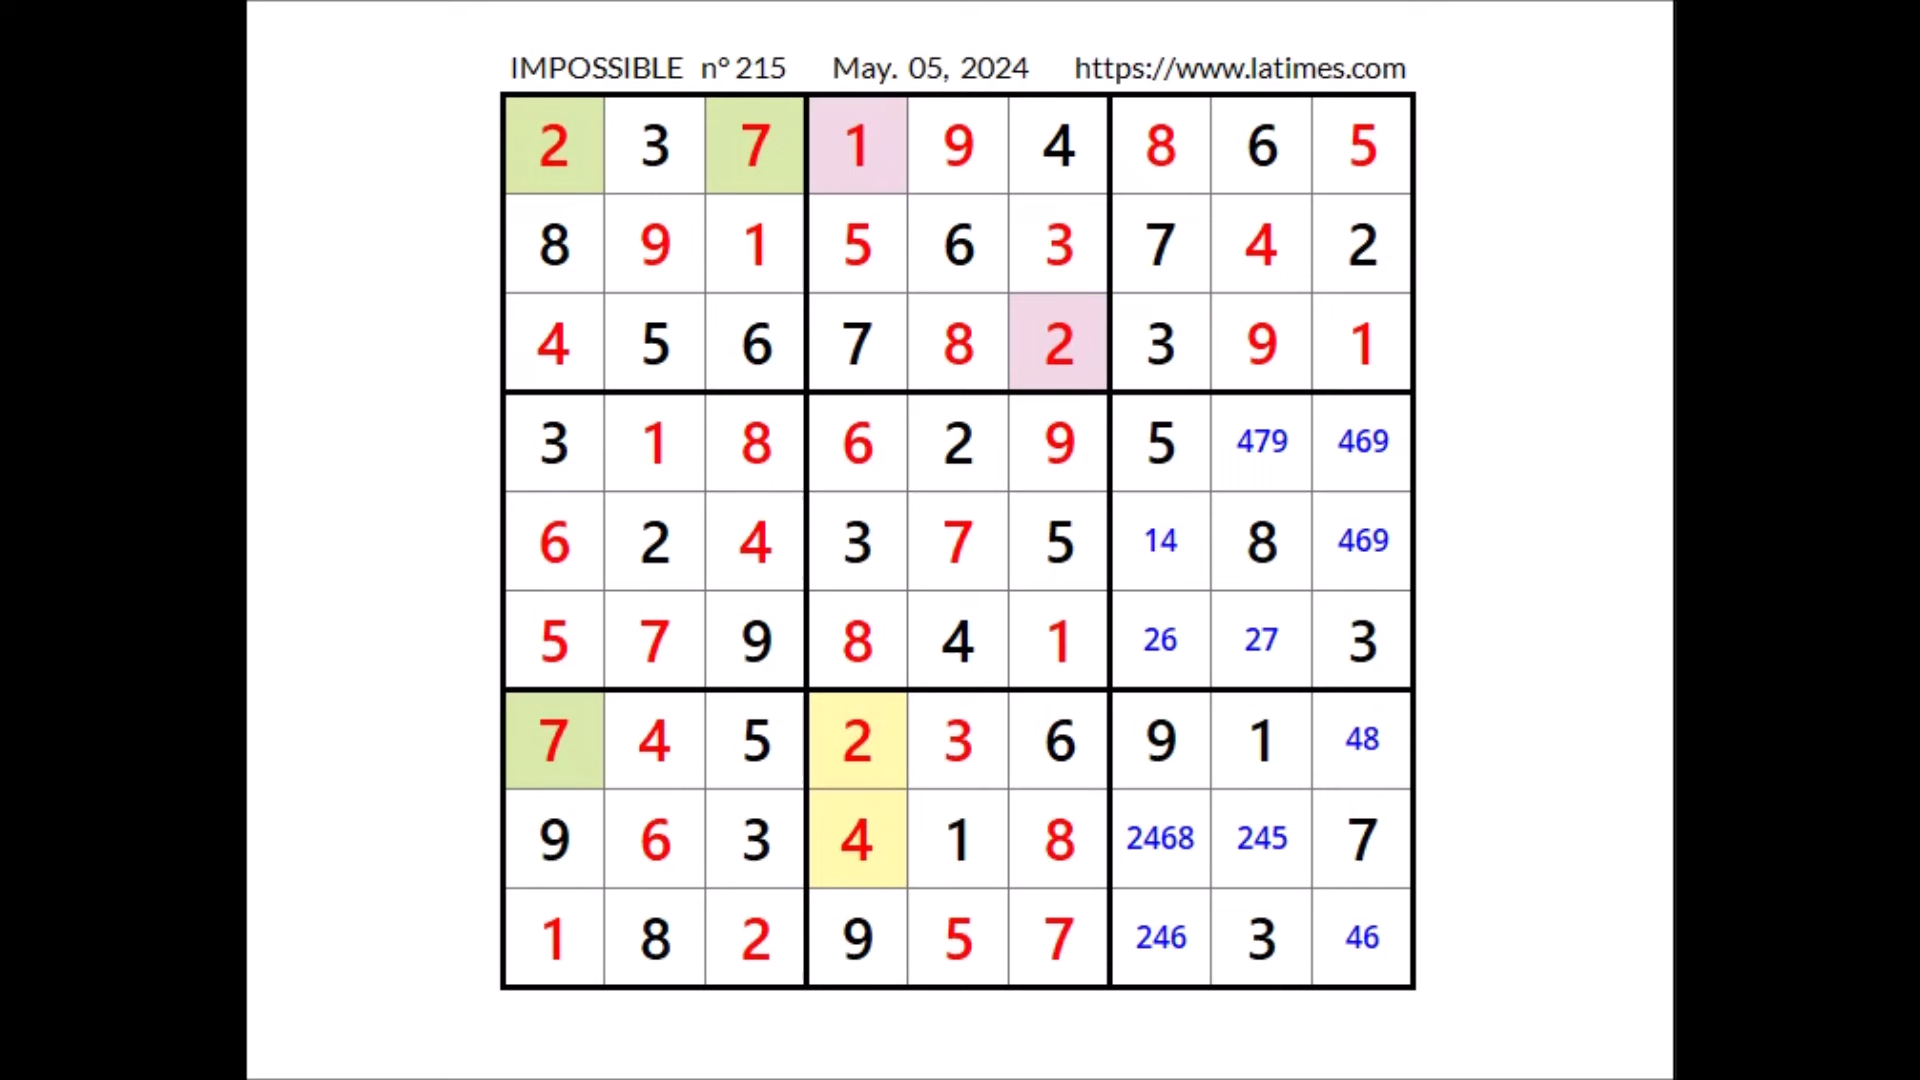 IMPOSSIBLE n° 215 May. 05, 2024 https://www.latimes.com
2 3 7 1 9 4 8 6 5
8 9 1 5 6 3 7 4 2
4 5 6 7 8 2 3 9 1
3 1 8 6 2 9 5 479 469
6 2 4 3 7 5 14 8 469
5 7 9 8 4 1 26 27 3
7 4 5 2 3 6 9 1 48
9 6 3 4 1 8 2468 245 7
1 8 2 9 5 7 246 3 46